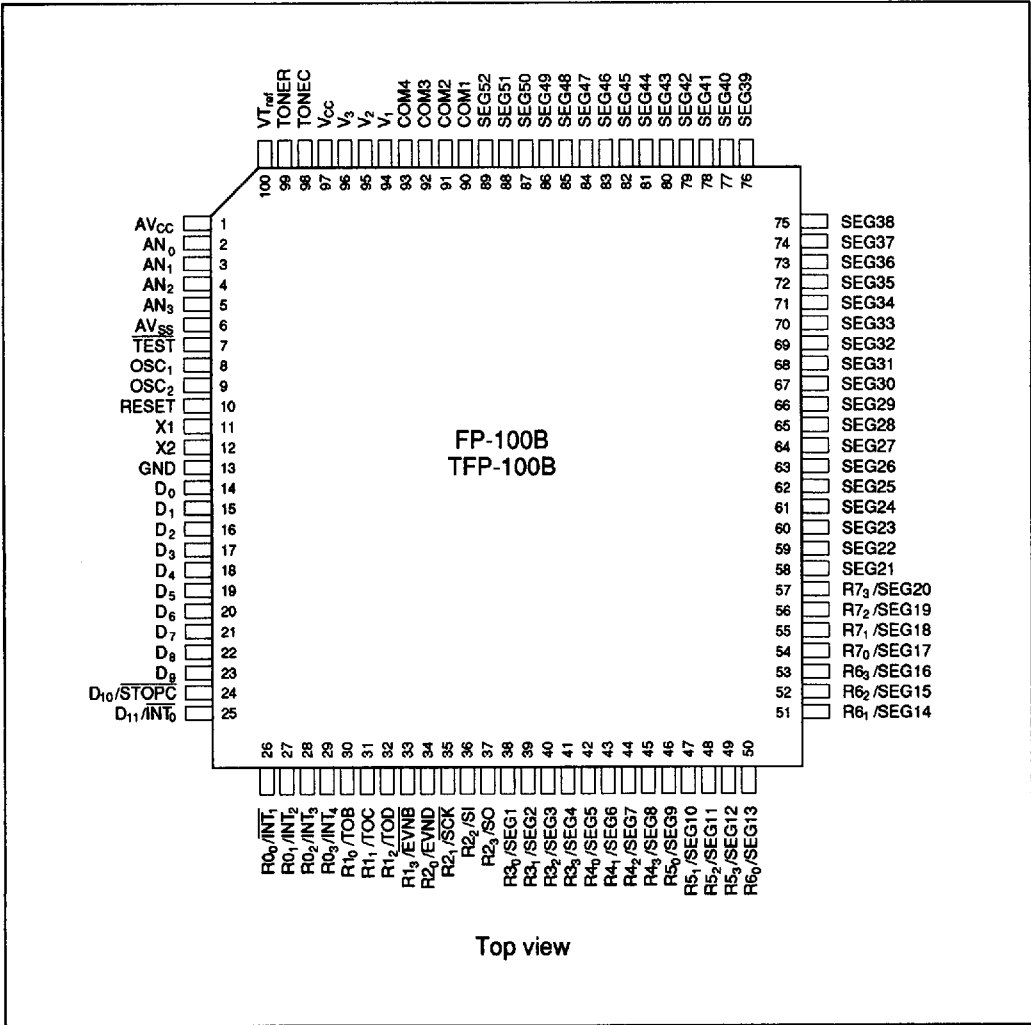 VTref TONER TONEC VCC V3 V2 V1 COM4 COM3 COM2 COM1 SEG52 SEG51 SEG50 SEG49 SEG48 SEG47 SEG46 SEG45 SEG44 SEG43 SEG42 SEG41 SEG40 SEG39
100 99 98 97 96 95 94 93 92 91 90 89 88 87 86 85 84 83 82 81 80 79 78 77 76
AVCC 1
AN0 2
AN1 3
AN2 4
AN3 5
AVSS 6
TEST 7
OSC1 8
OSC2 9
RESET 10
X1 11
X2 12
GND 13
D0 14
D1 15
D2 16
D3 17
D4 18
D5 19
D6 20
D7 21
D8 22
D9 23
D10/STOPC 24
D11/INT0 25
FP-100B
TFP-100B
75 SEG38
74 SEG37
73 SEG36
72 SEG35
71 SEG34
70 SEG33
69 SEG32
68 SEG31
67 SEG30
66 SEG29
65 SEG28
64 SEG27
63 SEG26
62 SEG25
61 SEG24
60 SEG23
59 SEG22
58 SEG21
57 R73/SEG20
56 R72/SEG19
55 R71/SEG18
54 R70/SEG17
53 R63/SEG16
52 R62/SEG15
51 R61/SEG14
26 27 28 29 30 31 32 33 34 35 36 37 38 39 40 41 42 43 44 45 46 47 48 49 50
R00/INT1 R01/INT2 R02/INT3 R03/INT4 R10/TOB R11/TOC R12/TOD R13/EVNB R20/EVND R21/SCK R22/SI R23/SO R30/SEG1 R31/SEG2 R32/SEG3 R33/SEG4 R40/SEG5 R41/SEG6 R42/SEG7 R43/SEG8 R50/SEG9 R51/SEG10 R52/SEG11 R53/SEG12 R60/SEG13
Top view